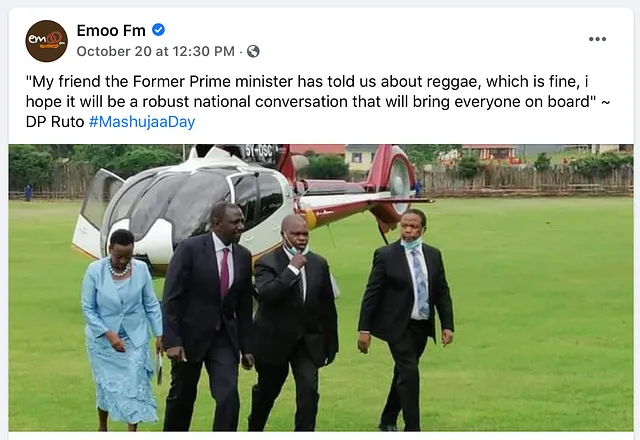 emoo fm
Emoo Fm
October 20 at 12:30 PM ·
"My friend the Former Prime minister has told us about reggae, which is fine, i
hope it will be a robust national conversation that will bring everyone on board" ~
DP Ruto #MashujaaDay